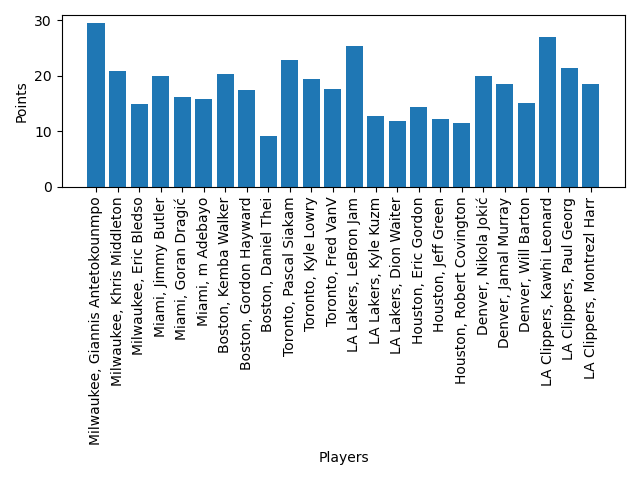 30
20
10
0
Points
Milwaukee, Giannis Antetokounmpo
Milwaukee, Khris Middleton
Milwaukee, Eric Bledso
Miami, Jimmy Butler
Miami, Goran Dragić
Miami, m Adebayo
Boston, Kemba Walker
Boston, Gordon Hayward
Boston, Daniel Thei
Toronto, Pascal Siakam
Toronto, Kyle Lowry
Toronto, Fred VanV
LA Lakers, LeBron Jam
LA Lakers, Kyle Kuzm
LA Lakers, Dion Waiter
Houston, Eric Gordon
Houston, Jeff Green
Houston, Robert Covington
Denver, Nikola Jokić
Denver, Jamal Murray
Denver, Will Barton
LA Clippers, Kawhi Leonard
LA Clippers, Paul Georg
LA Clippers, Montrezl Harr
Players